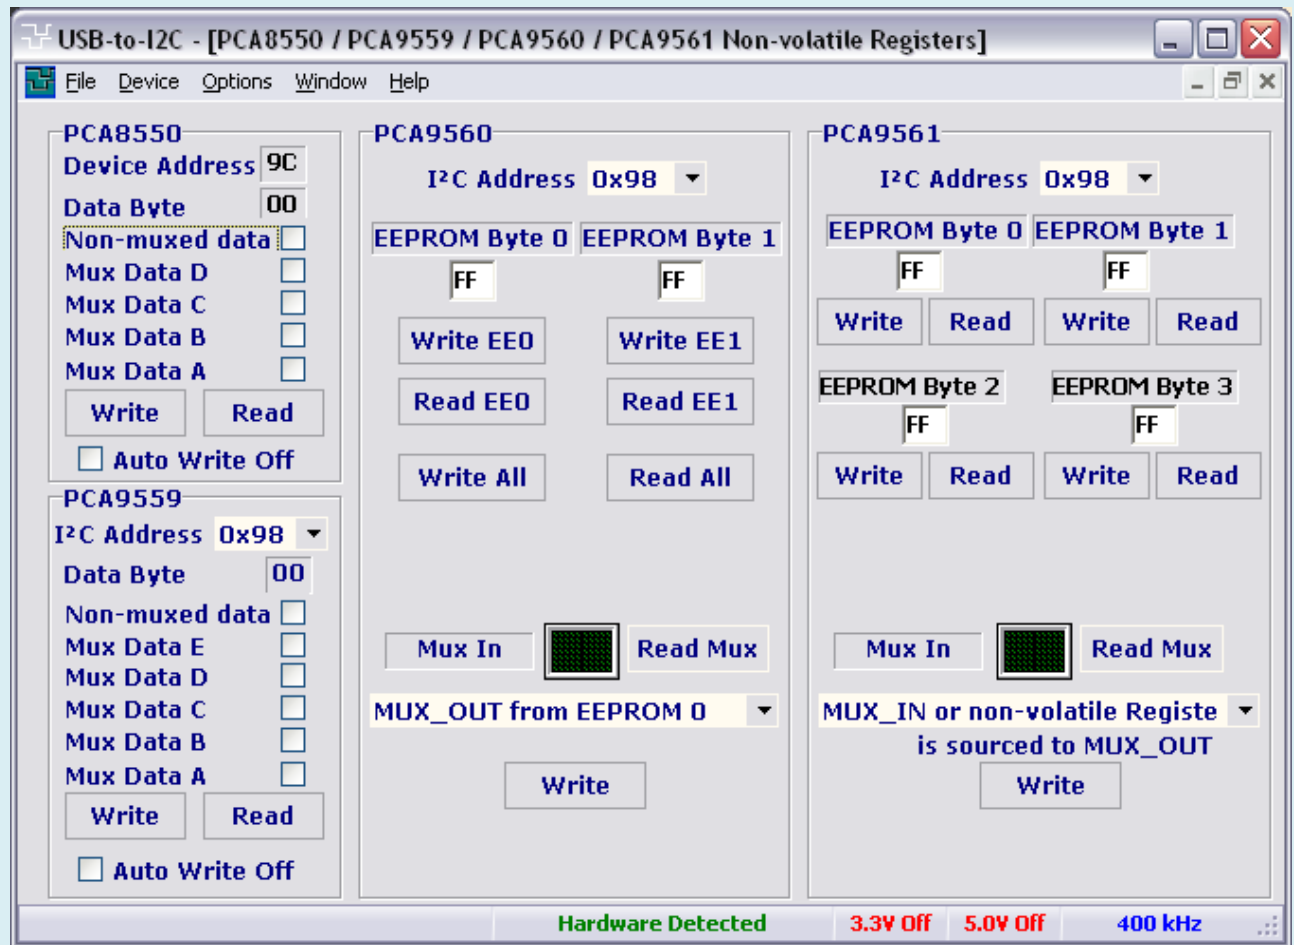 USB-to-I2C - [PCA8550 / PCA9559 / PCA9560 / PCA9561 Non-volatile Registers]
File Device Options Window Help
PCA8550
Device Address 9C
Data Byte 00
Non-muxed data
Mux Data D
Mux Data C
Mux Data B
Mux Data A
Write Read
Auto Write Off
PCA9559
I²C Address 0x98
Data Byte 00
Non-muxed data
Mux Data E
Mux Data D
Mux Data C
Mux Data B
Mux Data A
Write Read
Auto Write Off
PCA9560
I²C Address 0x98
EEPROM Byte 0 EEPROM Byte 1
FF FF
Write EE0 Write EE1
Read EE0 Read EE1
Write All Read All
Mux In Read Mux
MUX_OUT from EEPROM 0
Write
PCA9561
I²C Address 0x98
EEPROM Byte 0 EEPROM Byte 1
FF FF
Write Read Write Read
EEPROM Byte 2 EEPROM Byte 3
FF FF
Write Read Write Read
Mux In Read Mux
MUX_IN or non-volatile Registe
is sourced to MUX_OUT
Write
Hardware Detected 3.3V Off 5.0V Off 400 kHz